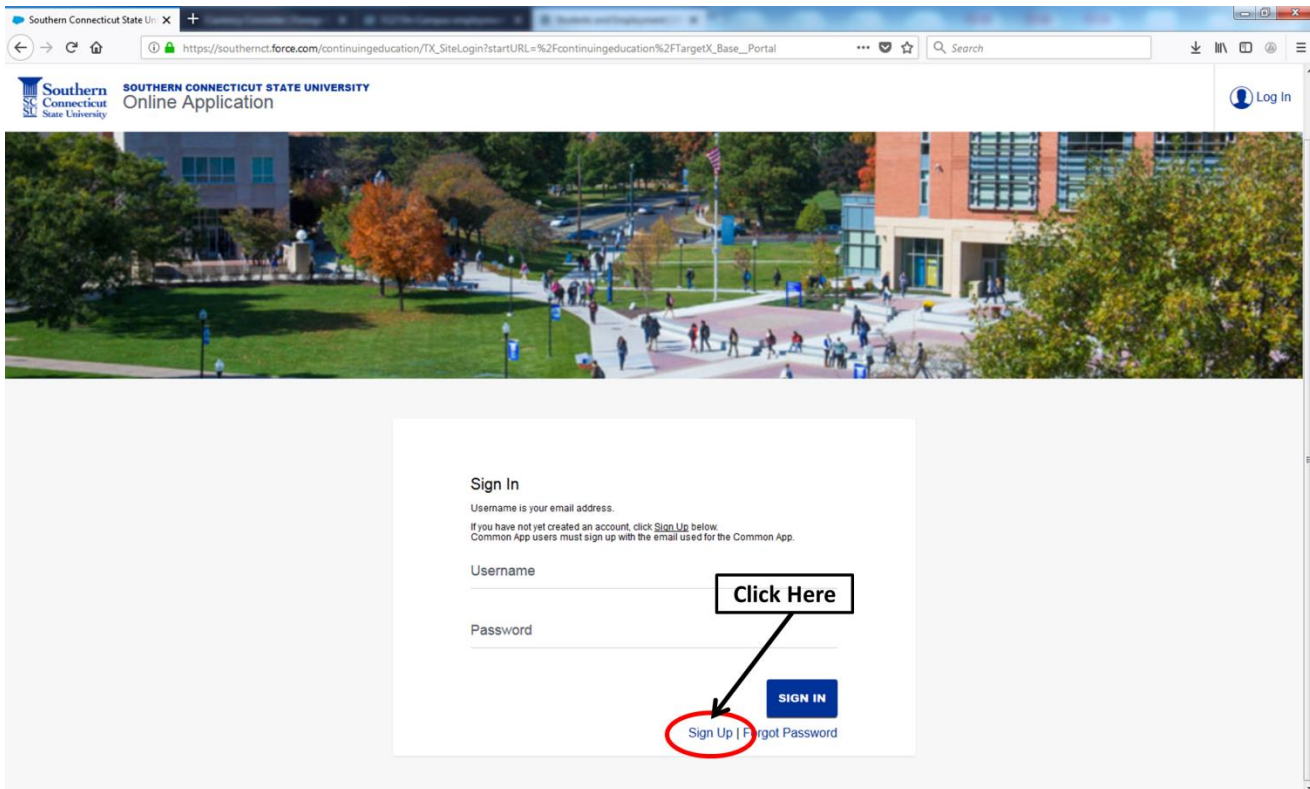 Southern Connecticut State Un
https://southernct.force.com/continuingeducation/TX_SiteLogin?startURL=%2Fcontinuingeducation%2FTargetX_Base__Portal
Search
Southern
SC Connecticut
SU State University
SOUTHERN CONNECTICUT STATE UNIVERSITY
Online Application
Log In
Sign In
Username is your email address.
If you have not yet created an account, click Sign Up below.
Common App users must sign up with the email used for the Common App.
Username
Click Here
Password
SIGN IN
Sign Up | Forgot Password